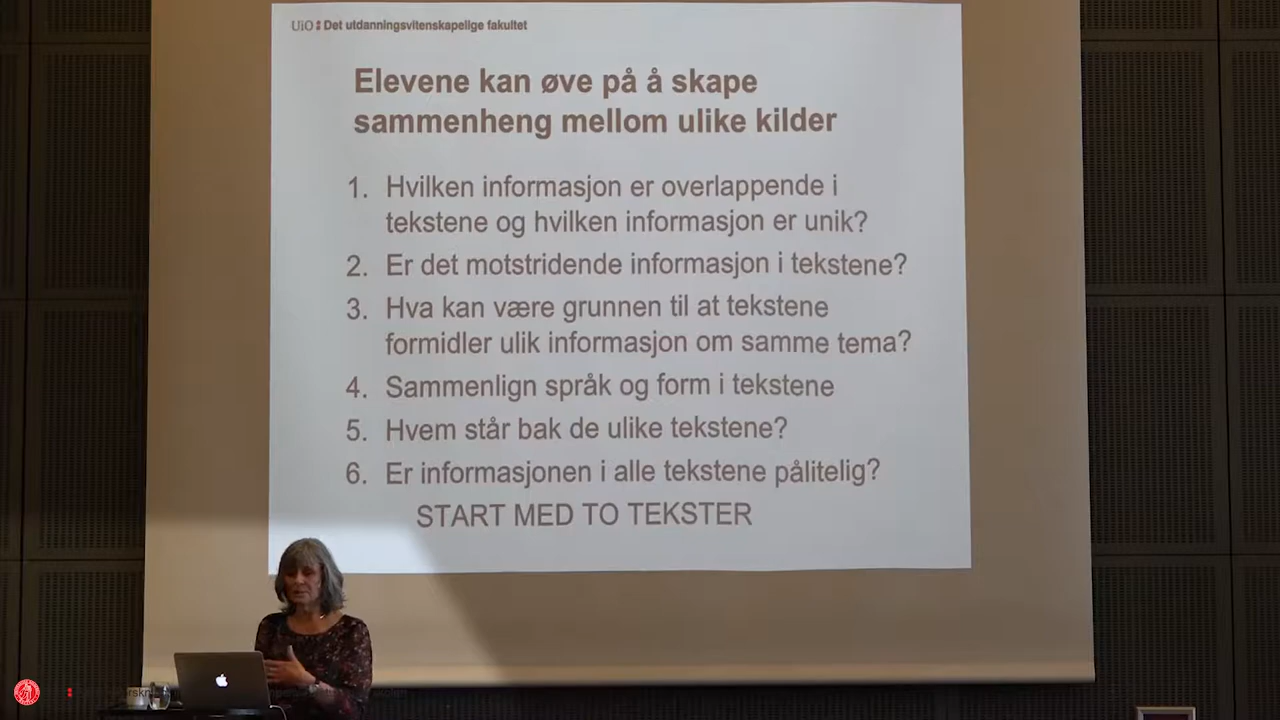 UiO Det utdanningsvitenskapelige fakultet
Elevene kan øve på å skape
sammenheng mellom ulike kilder
1. Hvilken informasjon er overlappende i
tekstene og hvilken informasjon er unik?
2. Er det motstridende informasjon i tekstene?
3. Hva kan være grunnen til at tekstene
formidler ulik informasjon om samme tema?
4. Sammenlign språk og form i tekstene
5. Hvem står bak de ulike tekstene?
6. Er informasjonen i alle tekstene pålitelig?
START MED TO TEKSTER